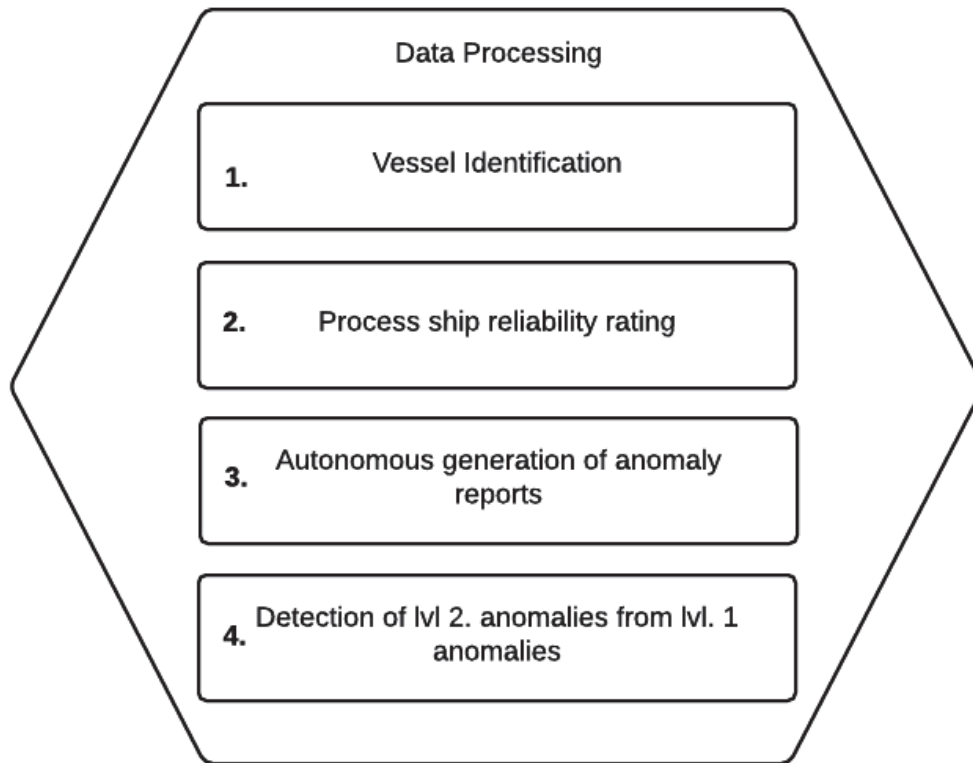 Data Processing
1. Vessel Identification
2. Process ship reliability rating
3. Autonomous generation of anomaly
reports
4. Detection of lvl 2. anomalies from lvl. 1
anomalies